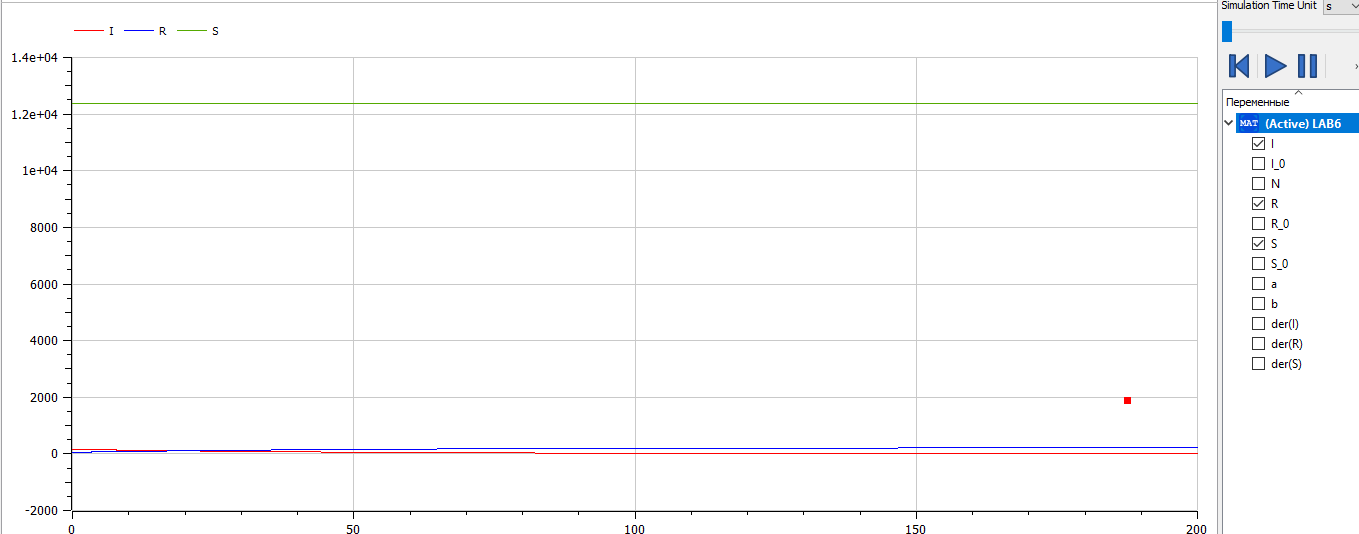 Simulation Time Unit s
I R S
1.4e+04
1.2e+04
1e+04
8000
6000
4000
2000
0
-2000
0 50 100 150 200
Переменные
MAT (Active) LAB6
I
I_0
N
R
R_0
S
S_0
a
b
der(I)
der(R)
der(S)